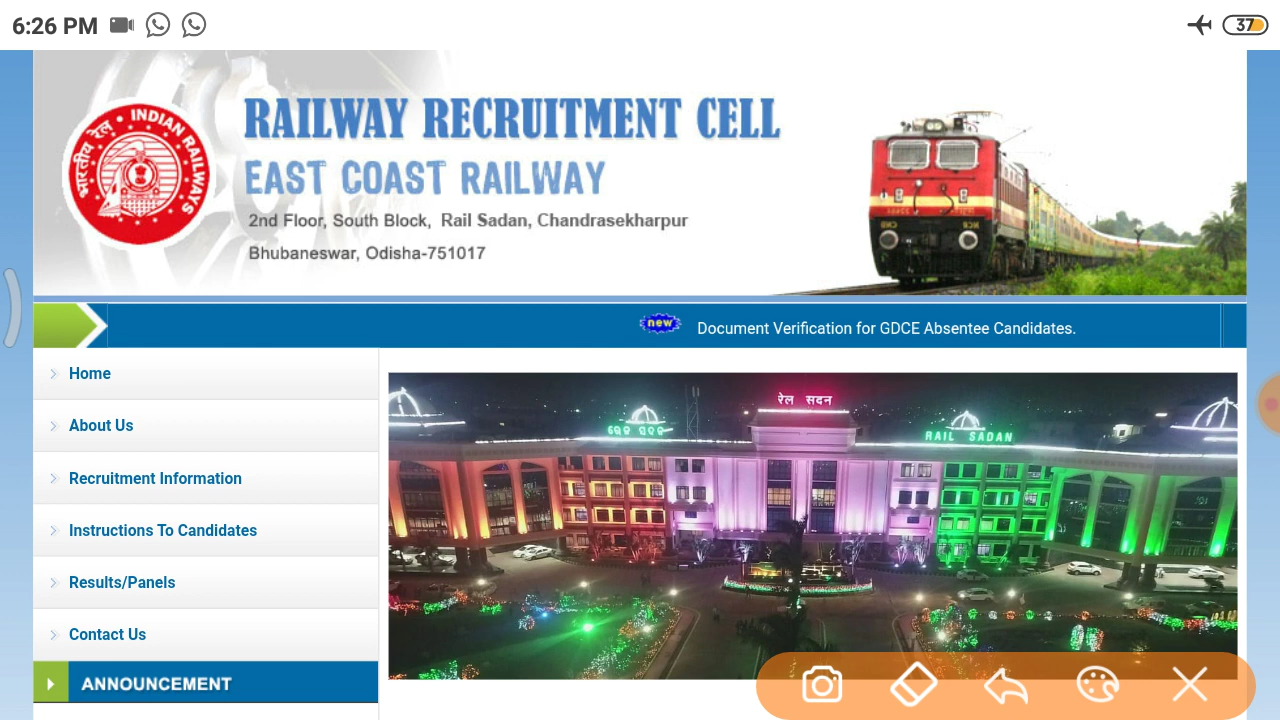 6:26 PM
37
भारतीय रेल • INDIAN RAILWAYS
RAILWAY RECRUITMENT CELL
EAST COAST RAILWAY
2nd Floor, South Block, Rail Sadan, Chandrasekharpur
Bhubaneswar, Odisha-751017
new Document Verification for GDCE Absentee Candidates.
Home
About Us
Recruitment Information
Instructions To Candidates
Results/Panels
Contact Us
ANNOUNCEMENT
रेल सदन
ରେଳ ସଦନ
RAIL SADAN